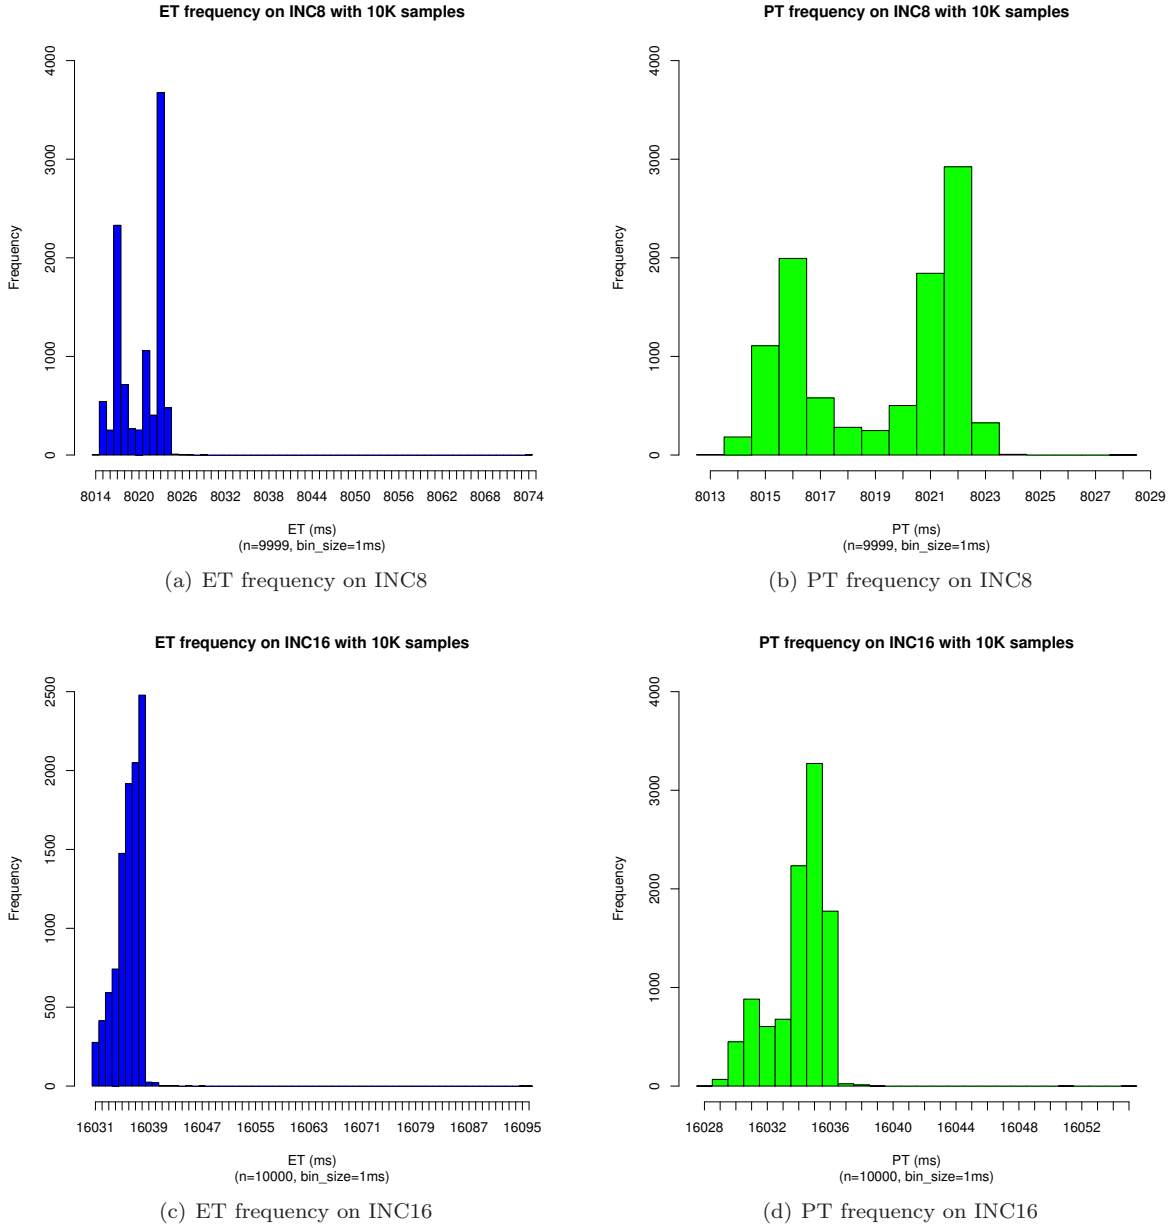 ET frequency on INC8 with 10K samples
Frequency
0 1000 2000 3000 4000
8014 8020 8026 8032 8038 8044 8050 8056 8062 8068 8074
ET (ms)
(n=9999, bin_size=1ms)
(a) ET frequency on INC8
PT frequency on INC8 with 10K samples
Frequency
0 1000 2000 3000 4000
8013 8015 8017 8019 8021 8023 8025 8027 8029
PT (ms)
(n=9999, bin_size=1ms)
(b) PT frequency on INC8
ET frequency on INC16 with 10K samples
Frequency
0 500 1000 1500 2000 2500
16031 16039 16047 16055 16063 16071 16079 16087 16095
ET (ms)
(n=10000, bin_size=1ms)
(c) ET frequency on INC16
PT frequency on INC16 with 10K samples
Frequency
0 1000 2000 3000 4000
16028 16032 16036 16040 16044 16048 16052
PT (ms)
(n=10000, bin_size=1ms)
(d) PT frequency on INC16